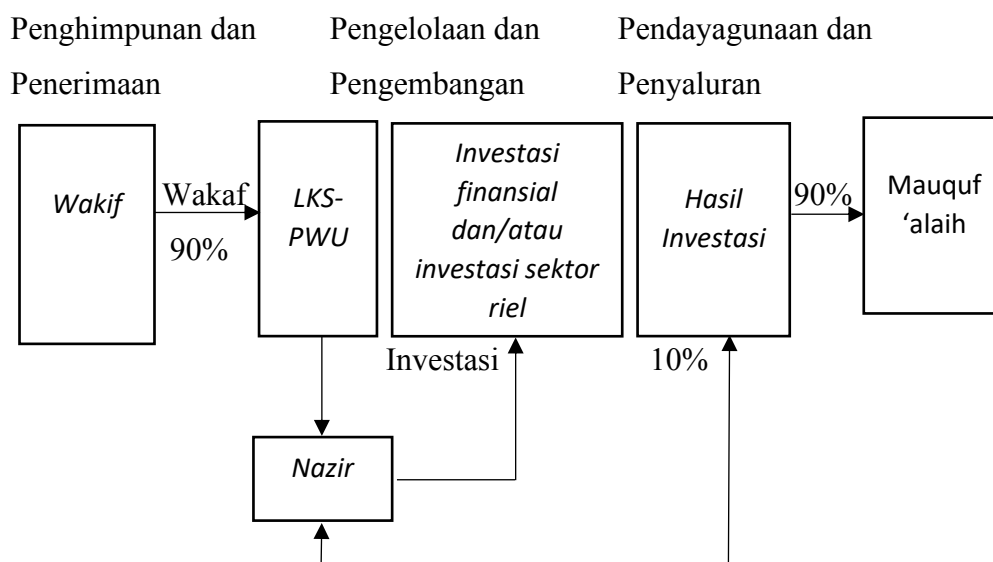 Penghimpunan dan
Penerimaan
Pengelolaan dan
Pengembangan
Pendayagunaan dan
Penyaluran
Wakif
Wakaf
90%
LKS-
PWU
Investasi
finansial
dan/atau
investasi sektor
riel
Hasil
Investasi
90%
Mauquf
‘alaih
Investasi
10%
Nazir